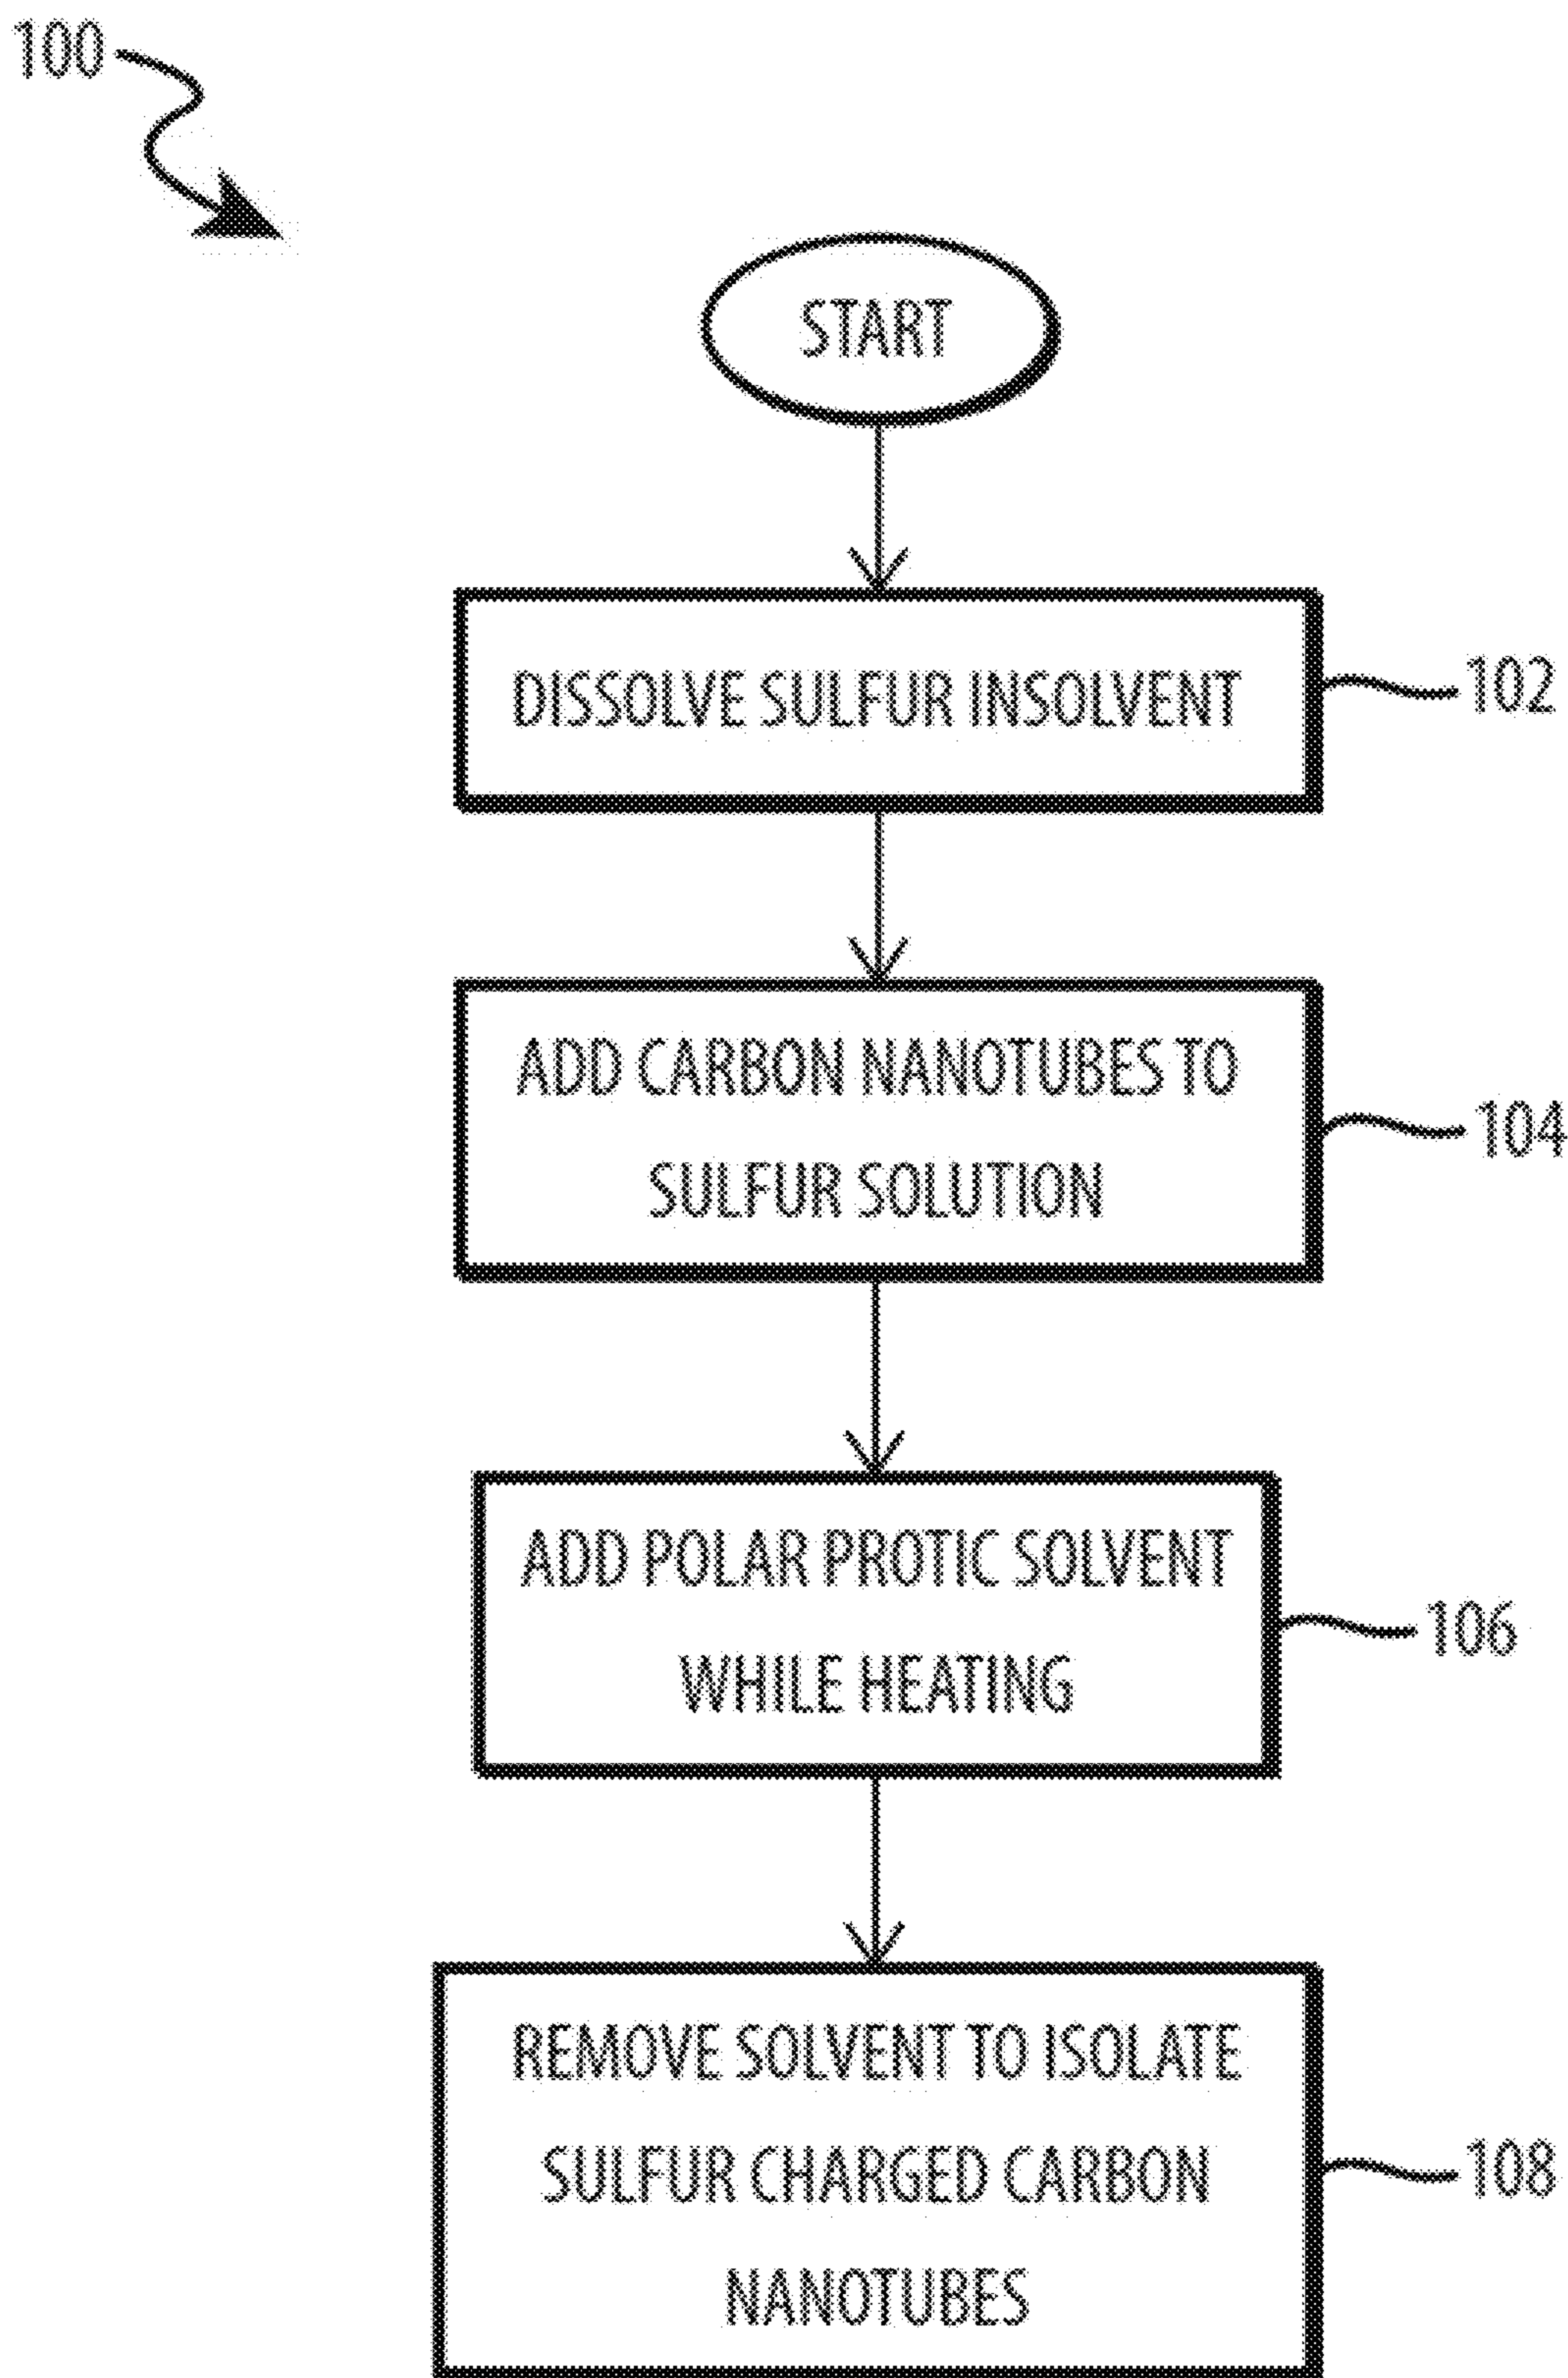 100
START
DISSOLVE SULFUR INSOLVENT
102
ADD CARBON NANOTUBES TO
SULFUR SOLUTION
104
ADD POLAR PROTIC SOLVENT
WHILE HEATING
106
REMOVE SOLVENT TO ISOLATE
SULFUR CHARGED CARBON
NANOTUBES
108